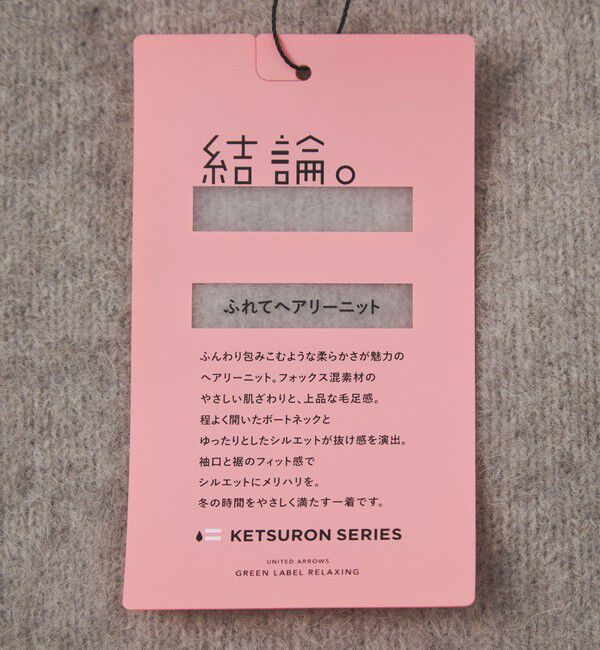 結論。
ふれてヘアリーニット
ふんわり包みこむような柔らかさが魅力の
ヘアリーニット。フォックス混素材の
やさしい肌ざわりと、上品な毛足感。
程よく開いたボートネックと
ゆったりとしたシルエットが抜け感を演出。
袖口と裾のフィット感で
シルエットにメリハリを。
冬の時間をやさしく満たす一着です。
KETSURON SERIES
UNITED ARROWS
GREEN LABEL RELAXING